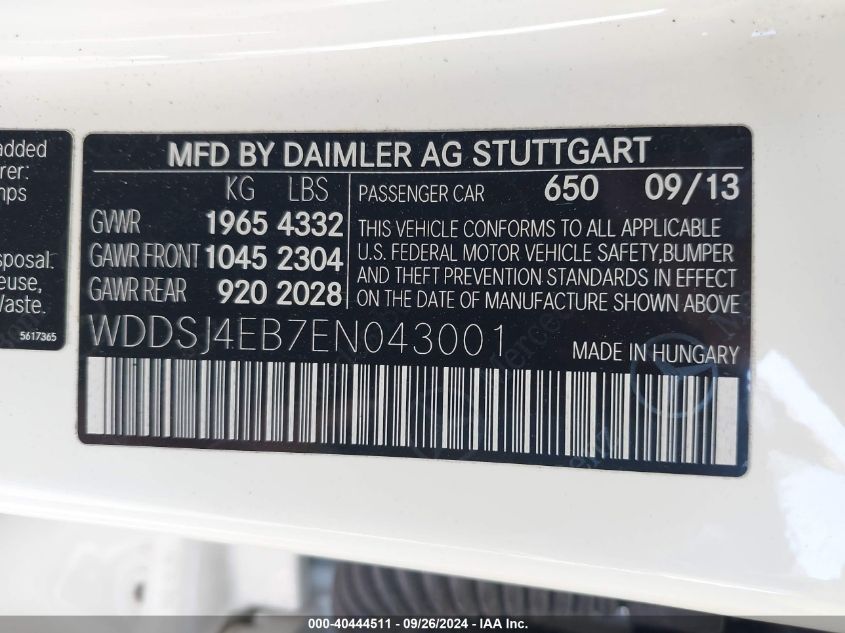 added
rer:
mps
sposal.
euse,
Waste.
5617365
MFD BY DAIMLER AG STUTTGART
KG LBS
GVWR 1965 4332
GAWR FRONT 1045 2304
GAWR REAR 920 2028
PASSENGER CAR 650 09/13
THIS VEHICLE CONFORMS TO ALL APPLICABLE
U.S. FEDERAL MOTOR VEHICLE SAFETY,BUMPER
AND THEFT PREVENTION STANDARDS IN EFFECT
ON THE DATE OF MANUFACTURE SHOWN ABOVE
WDDSJ4EB7EN043001
MADE IN HUNGARY
000-40444511 - 09/26/2024 - IAA Inc.